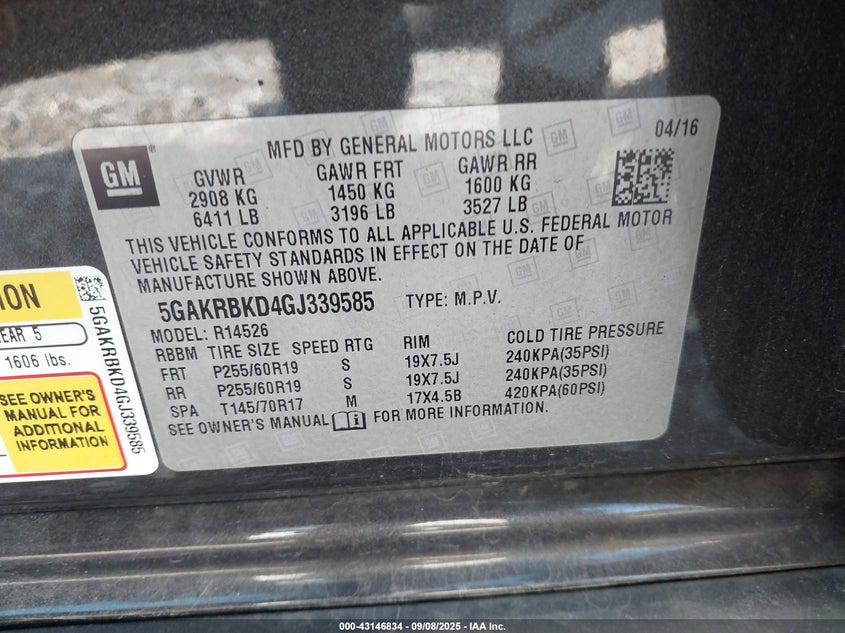 MFD BY GENERAL MOTORS LLC
04/16
GM
GVWR GAWR FRT GAWR RR
2908 KG 1450 KG 1600 KG
6411 LB 3196 LB 3527 LB
THIS VEHICLE CONFORMS TO ALL APPLICABLE U.S. FEDERAL MOTOR
VEHICLE SAFETY STANDARDS IN EFFECT ON THE DATE OF
MANUFACTURE SHOWN ABOVE.
5GAKRBKD4GJ339585 TYPE: M.P.V.
MODEL: R14526
RBBM TIRE SIZE SPEED RTG RIM COLD TIRE PRESSURE
FRT P255/60R19 S 19X7.5J 240KPA(35PSI)
RR P255/60R19 S 19X7.5J 240KPA(35PSI)
SPA T145/70R17 M 17X4.5B 420KPA(60PSI)
SEE OWNER'S MANUAL FOR MORE INFORMATION.
ION
EAR 5
1606 lbs.
SEE OWNER'S
MANUAL FOR
ADDITIONAL
INFORMATION
5GAKRBKD4GJ339585
000-43146834 - 09/08/2025 - IAA Inc.